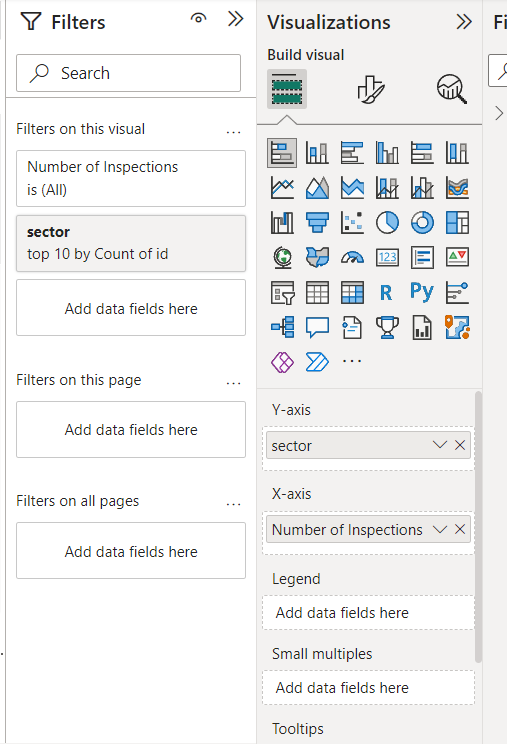 Filters
Search
Filters on this visual
...
Number of Inspections
is (All)
sector
top 10 by Count of id
Add data fields here
Filters on this page
...
Add data fields here
Filters on all pages
...
Add data fields here
Visualizations
Build visual
123
R
Py
...
Y-axis
sector
X-axis
Number of Inspections
Legend
Add data fields here
Small multiples
Add data fields here
Tooltips
Fi